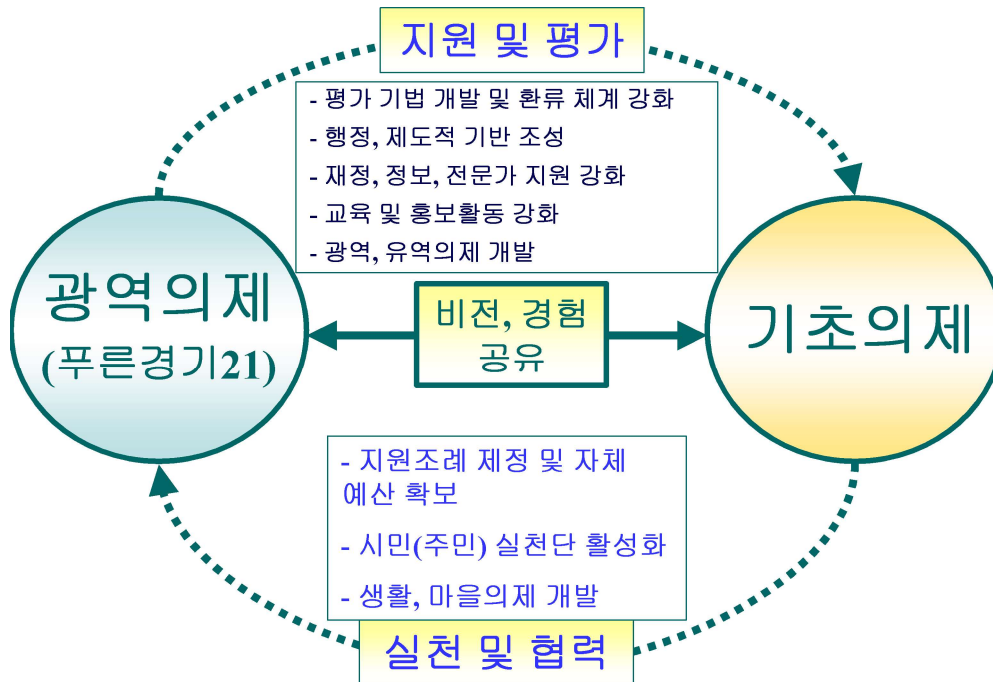 지원 및 평가
- 평가 기법 개발 및 환류 체계 강화
- 행정, 제도적 기반 조성
- 재정, 정보, 전문가 지원 강화
- 교육 및 홍보활동 강화
- 광역, 유역의제 개발
광역의제
(푸른경기21)
비전, 경험
공유
기초의제
- 지원조례 제정 및 자체
예산 확보
- 시민(주민) 실천단 활성화
- 생활, 마을의제 개발
실천 및 협력